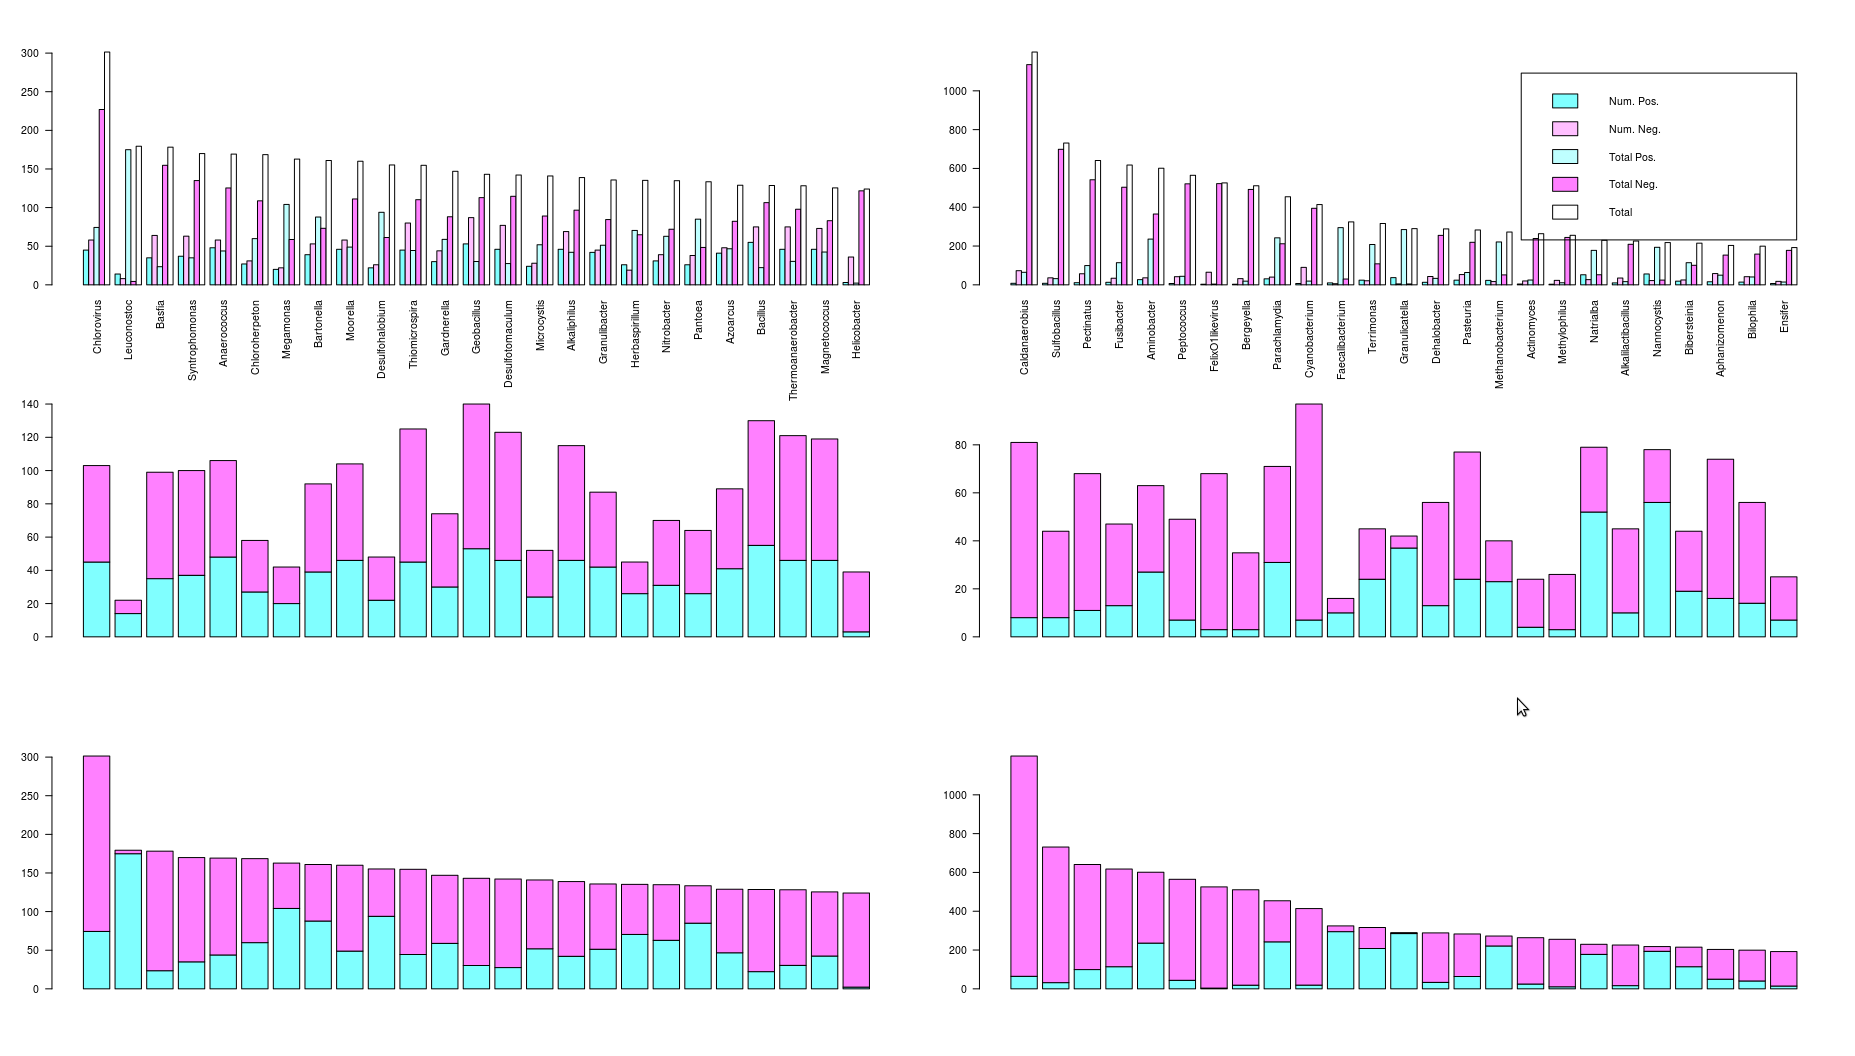 300
250
200
150
100
50
0
Chlorovirus
Leuconostoc
Basfia
Syntrophomonas
Anaerococcus
Chloroherpeton
Megamonas
Bartonella
Moorella
Desulfohalobium
Thiomicrospira
Gardnerella
Geobacillus
Desulfotomaculum
Microcystis
Alkaliphilus
Granulibacter
Herbaspirillum
Nitrobacter
Pantoea
Azoarcus
Bacillus
Thermoanaerobacter
Magnetococcus
Helicobacter
1000
800
600
400
200
0
Num. Pos.
Num. Neg.
Total Pos.
Total Neg.
Total
Caldanaerobius
Sulfobacillus
Pectinatus
Fusibacter
Aminobacter
Peptococcus
FelixO1likevirus
Bergeyella
Parachlamydia
Cyanobacterium
Faecalibacterium
Terrimonas
Granulicatella
Dehalobacter
Pasteuria
Methanobacterium
Actinomyces
Methylophilus
Natrialba
Alkalilactibacillus
Nannocystis
Bibersteinia
Aphanizomenon
Bilophila
Ensifer
140
120
100
80
60
40
20
0
80
60
40
20
0
300
250
200
150
100
50
0
1000
800
600
400
200
0